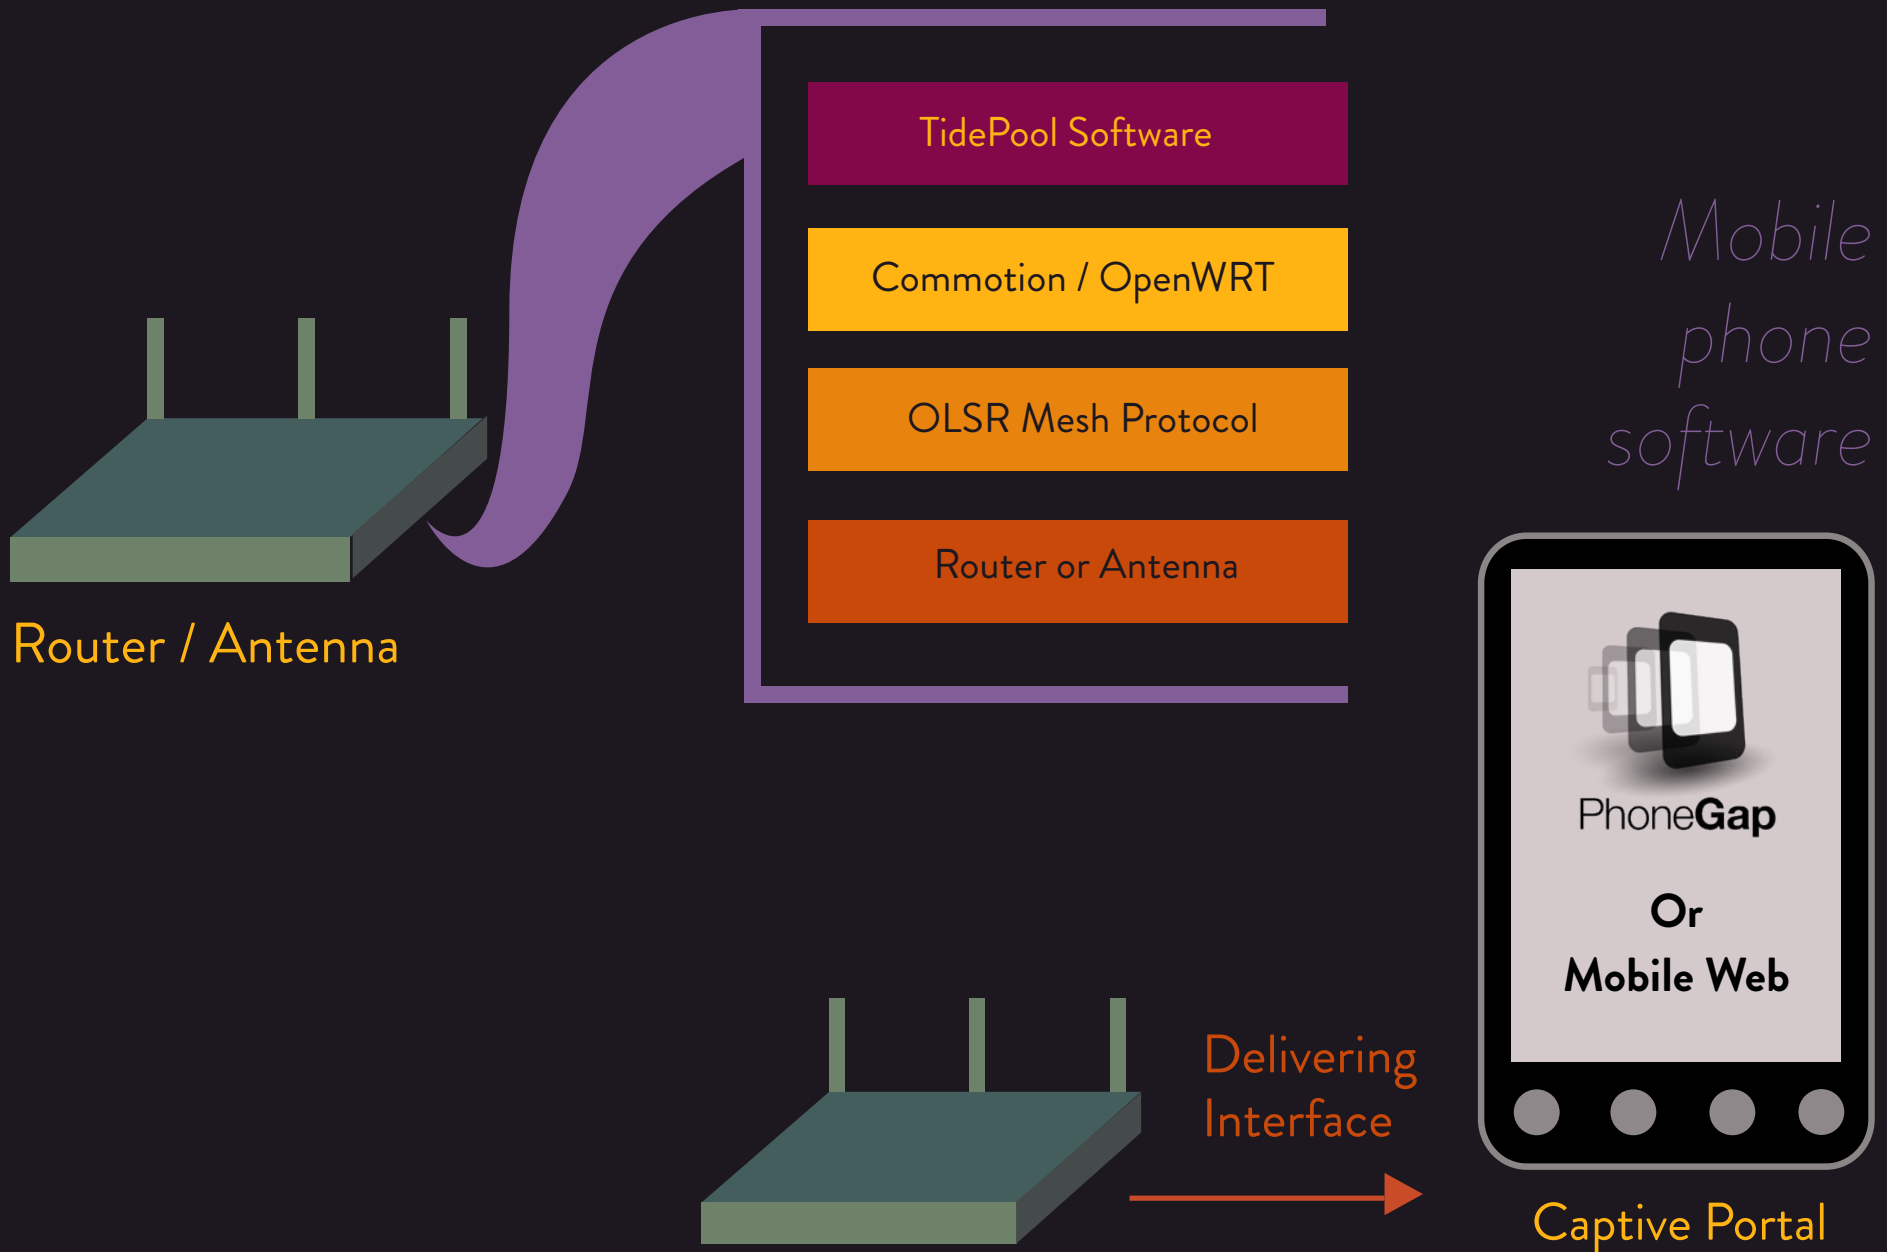 TidePool Software
Commotion / OpenWRT
OLSR Mesh Protocol
Router or Antenna
Router / Antenna
Mobile
phone
software
PhoneGap
Or
Mobile Web
Delivering
Interface
Captive Portal